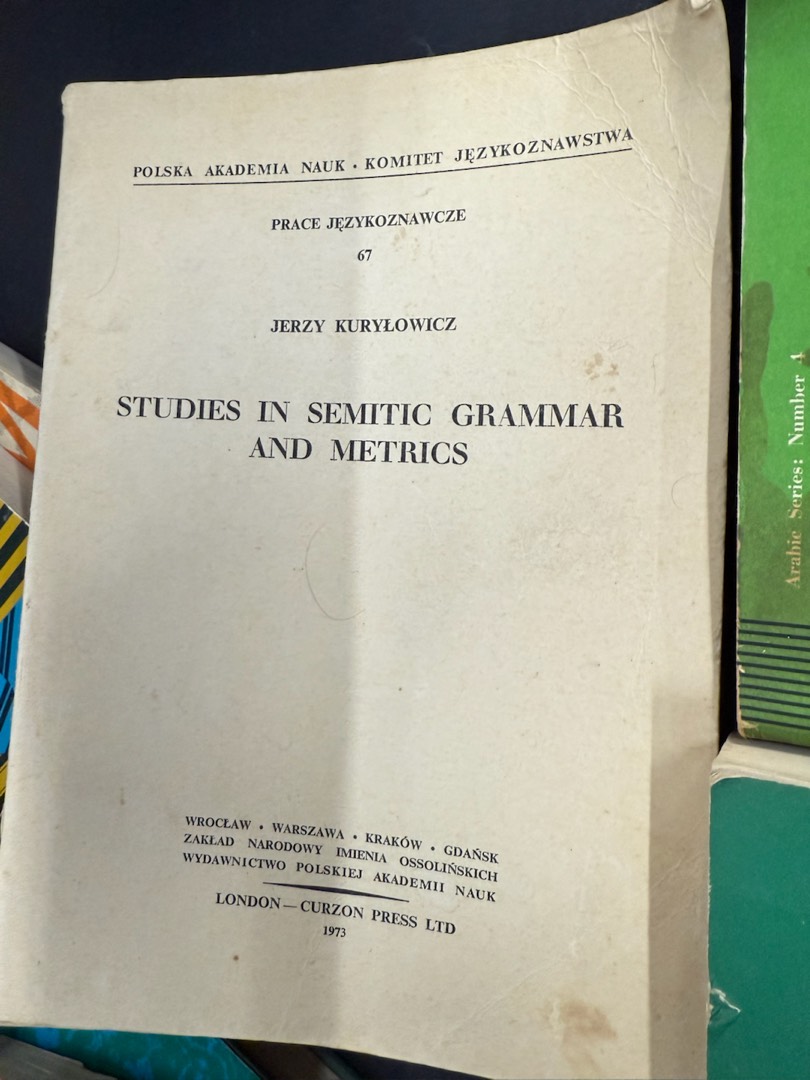 POLSKA AKADEMIA NAUK • KOMITET JĘZYKOZNAWSTWA
PRACE JĘZYKOZNAWCZE
67
JERZY KURYŁOWICZ
STUDIES IN SEMITIC GRAMMAR
AND METRICS
WROCŁAW • WARSZAWA • KRAKÓW • GDAŃSK
ZAKŁAD NARODOWY IMIENIA OSSOLIŃSKICH
WYDAWNICTWO POLSKIEJ AKADEMII NAUK
LONDON — CURZON PRESS LTD
1973
Arabic Series: Number 4